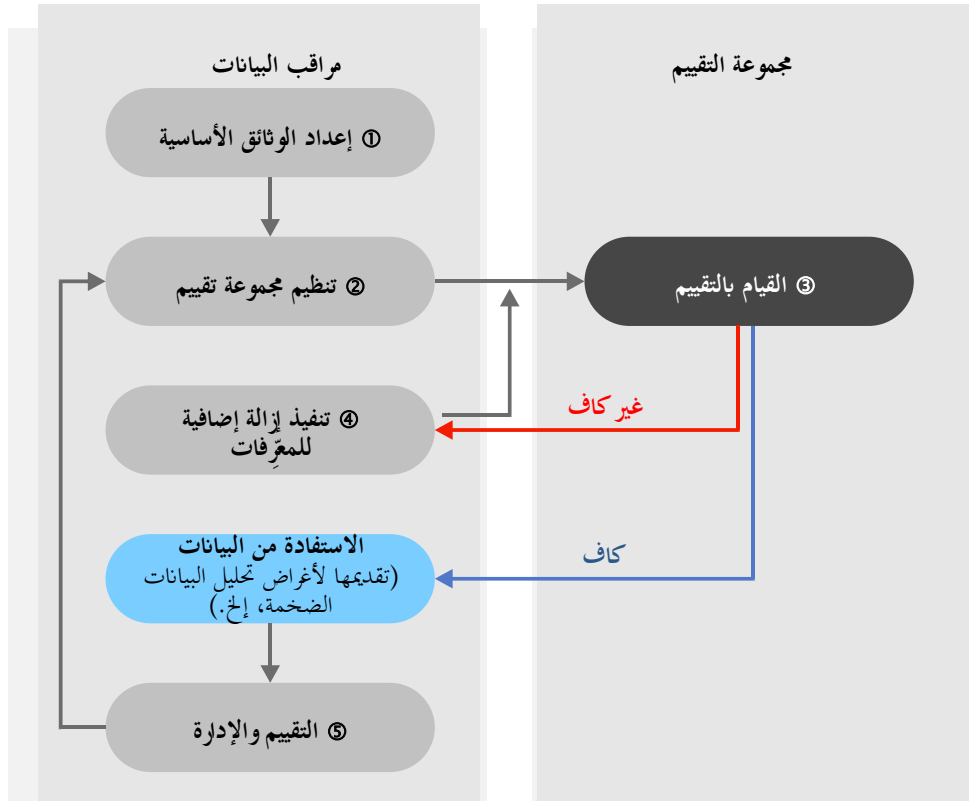 مراقب البيانات
مجموعة التقييم
① إعداد الوثائق الأساسية
② تنظيم مجموعة تقييم
③ القيام بالتقييم
④ تنفيذ إزالة إضافية
للمعرِّفات
غير كاف
الاستفادة من البيانات
(تقديمها لأغراض تحليل البيانات
الضخمة، إلخ.)
كاف
⑤ التقييم والإدارة